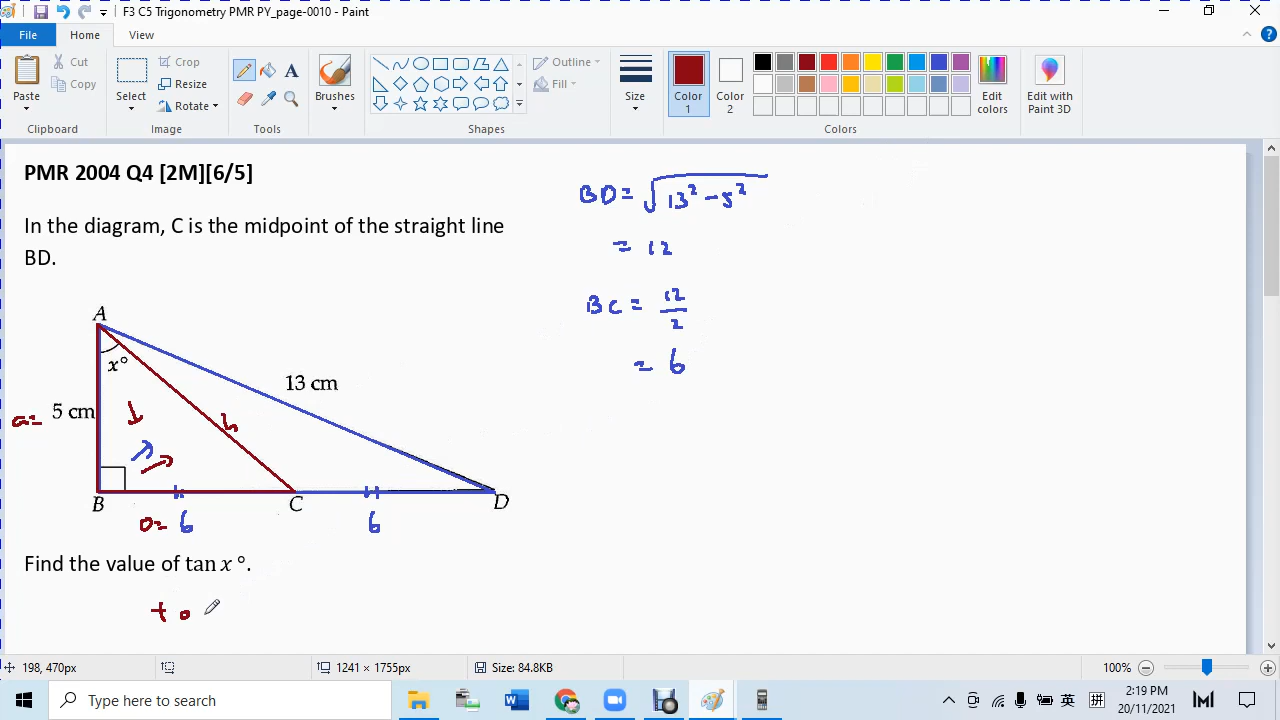 F3 C5 Trigonometry PMR PY_page-0010 - Paint
File Home View
Paste Cut Copy Clipboard
Select Crop Resize Rotate Image
A Tools
Brushes
Outline Fill Shapes
Size
Color 1 Color 2 Edit colors Colors
Edit with Paint 3D
PMR 2004 Q4 [2M][6/5]
In the diagram, C is the midpoint of the straight line
BD.
A
x°
13 cm
a= 5 cm
h
B C D
o= 6 6
Find the value of tan x °.
t o
BD = √13² − 5²
= 12
BC = 12/2
= 6
198, 470px 1241 × 1755px Size: 84.8KB 100%
Type here to search
英 拼 2:19 PM
20/11/2021